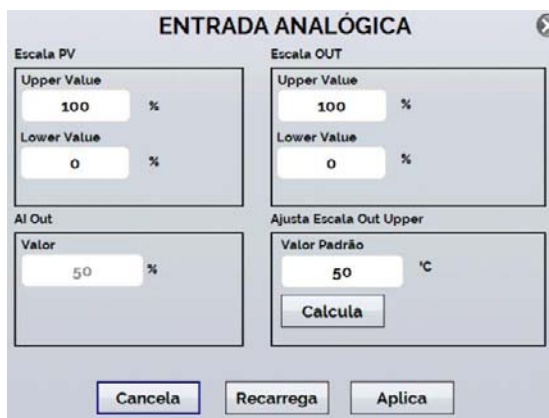 ENTRADA ANALÓGICA
Escala PV
Upper Value
100 %
Lower Value
0 %
Escala OUT
Upper Value
100 %
Lower Value
0 %
AI Out
Valor
50 %
Ajusta Escala Out Upper
Valor Padrão
50 °C
Calcula
Cancela Recarrega Aplica